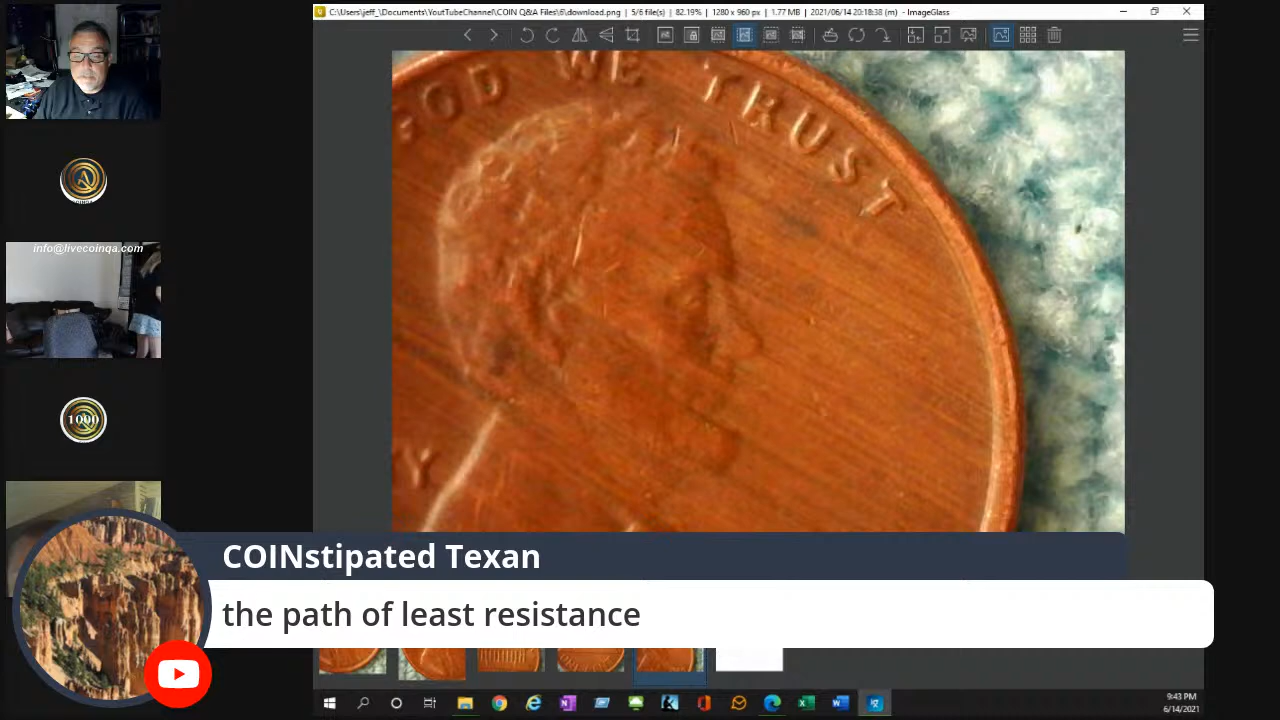 C:\Users\jeff_\Documents\YouTubeChannel\COIN Q&A Files\6\download.png | 5/6 file(s) | 82.19% | 1280 x 960 px | 1.77 MB | 2021/06/14 20:18:38 (m) - ImageGlass
GOD WE TRUST
Y
info@livecoinqa.com
1000
COINstipated Texan
the path of least resistance
9:43 PM
6/14/2021